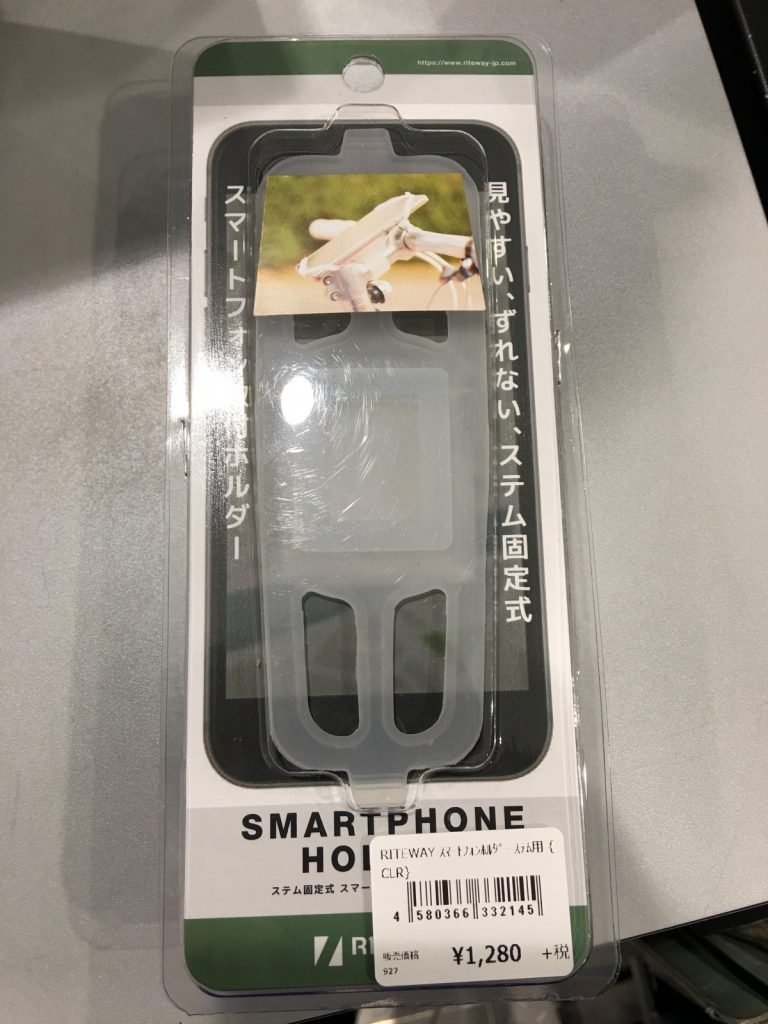 https://www.riteway-jp.com
見やすい、ずれない、ステム固定式
スマートフォン ホルダー
SMARTPHONE
HOL
ステム固定式 スマー
RI
RITEWAY スマートフォンホルダー ステム用 {
CLR}
4 580366 332145
販売価格
927
¥1,280 +税